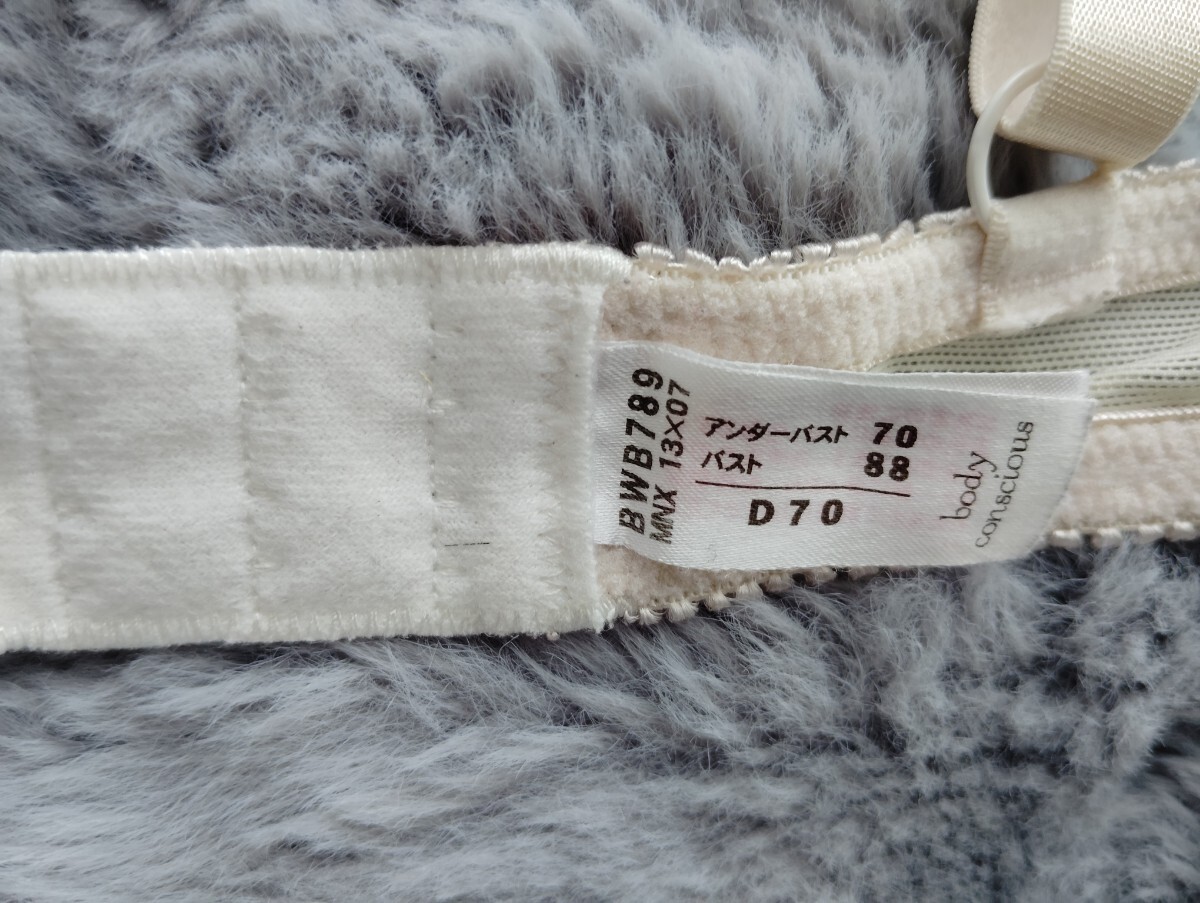 BWB789
MNX 13×07
アンダーバスト 70
バスト 88
D70
body
conscious